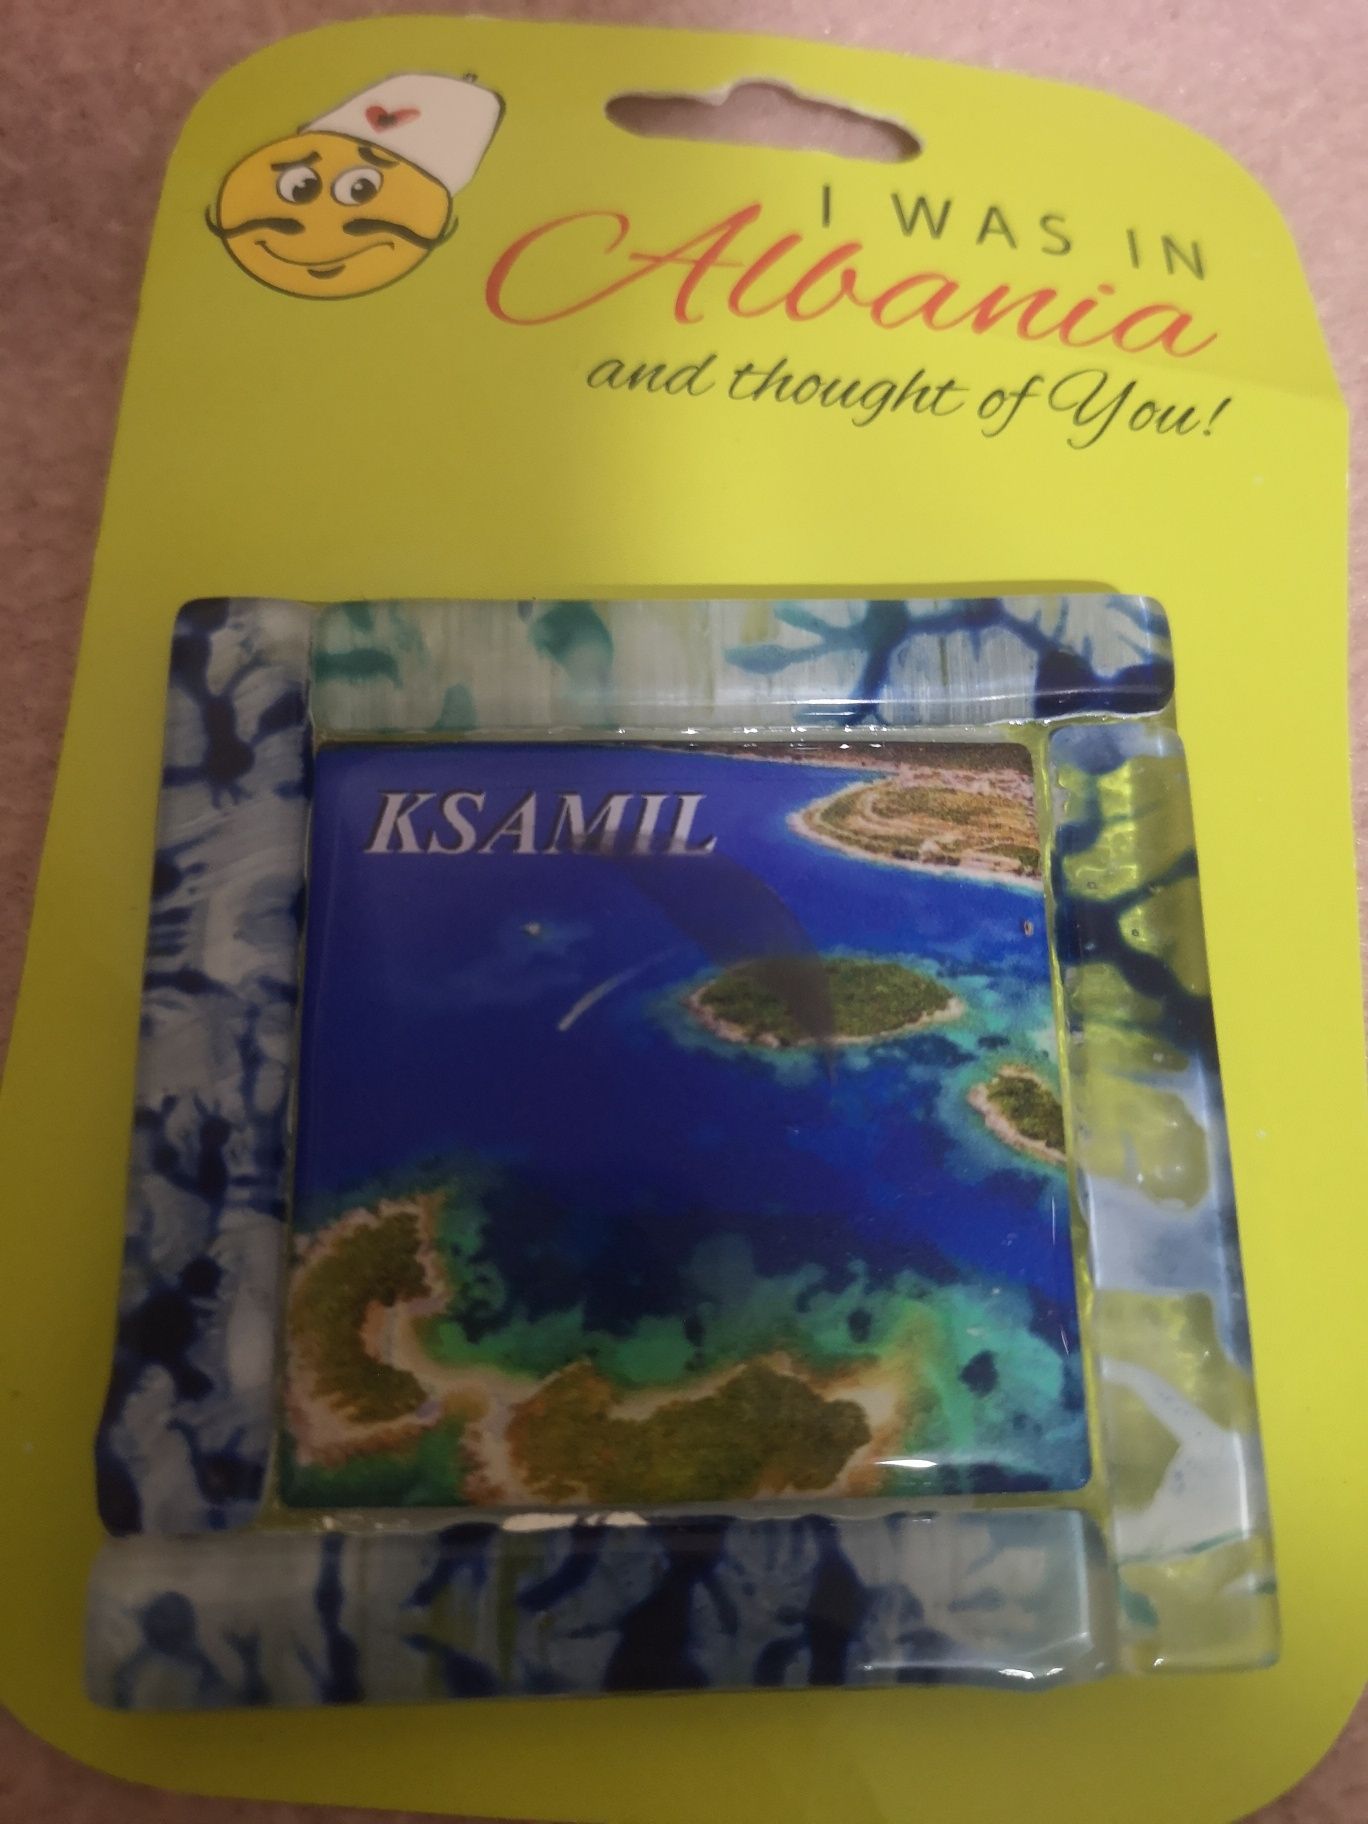 I WAS IN
Albania
and thought of You!
KSAMIL